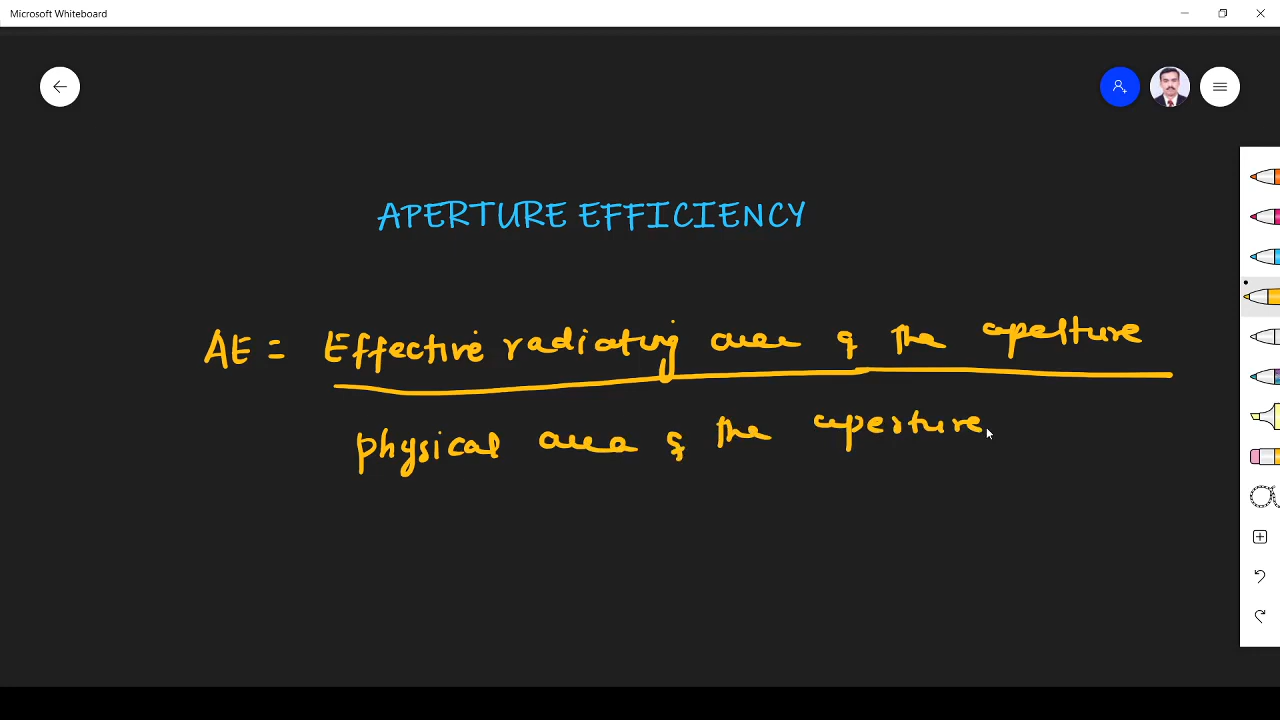 Microsoft Whiteboard
APERTURE EFFICIENCY
AE = Effective radiating area of the aperture
physical area of the aperture